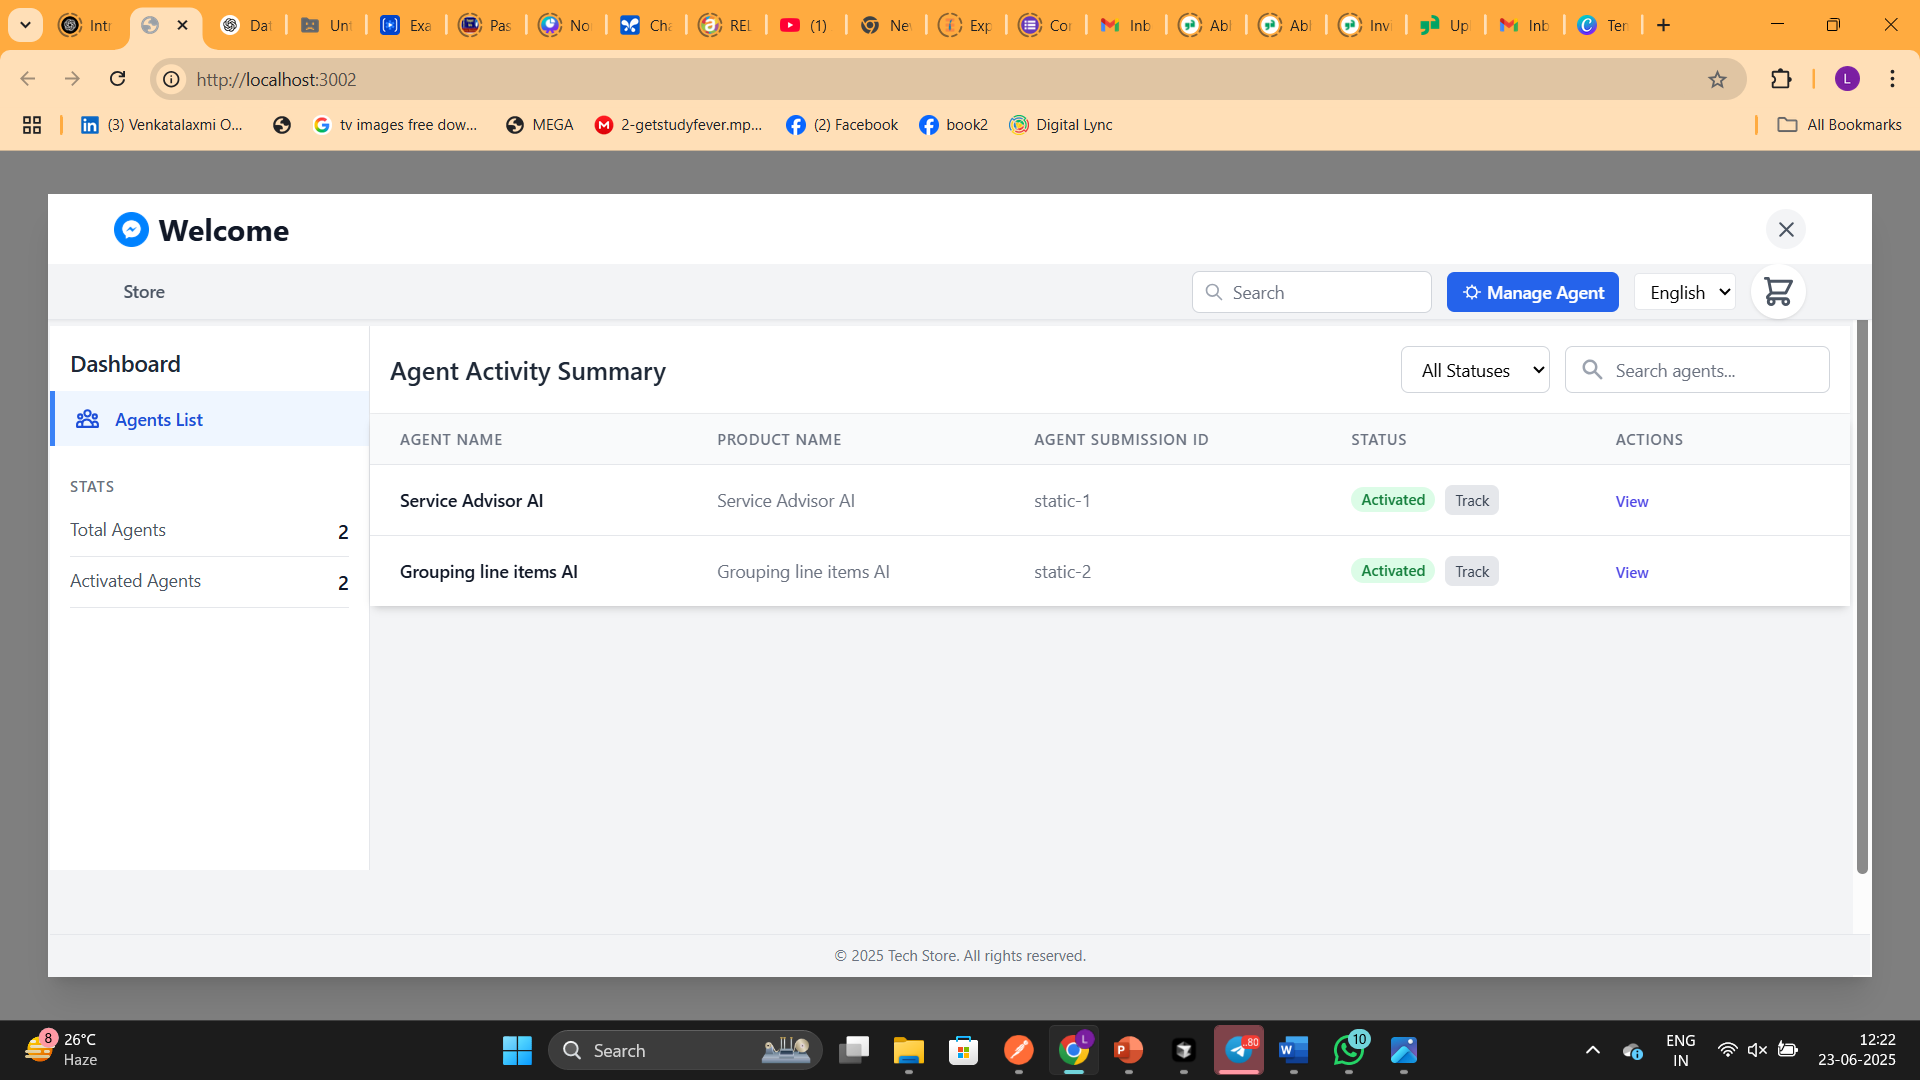 Intr
Dat
Unt
Exa
Pas
No
Cha
REL
(1)
Ne
Exp
Cor
Inb
Abl
Abl
Invi
Upl
Inb
Ten
http://localhost:3002
L
(3) Venkatalaxmi O...
tv images free dow...
MEGA
2-getstudyfever.mp...
(2) Facebook
book2
Digital Lync
All Bookmarks
Welcome
Store
Search
Manage Agent
English
Dashboard
Agents List
STATS
Total Agents 2
Activated Agents 2
Agent Activity Summary
All Statuses
Search agents...
AGENT NAME PRODUCT NAME AGENT SUBMISSION ID STATUS ACTIONS
Service Advisor AI Service Advisor AI static-1 Activated Track View
Grouping line items AI Grouping line items AI static-2 Activated Track View
© 2025 Tech Store. All rights reserved.
8
26°C
Haze
Search
L
P
.80
W
10
ENG
IN
12:22
23-06-2025